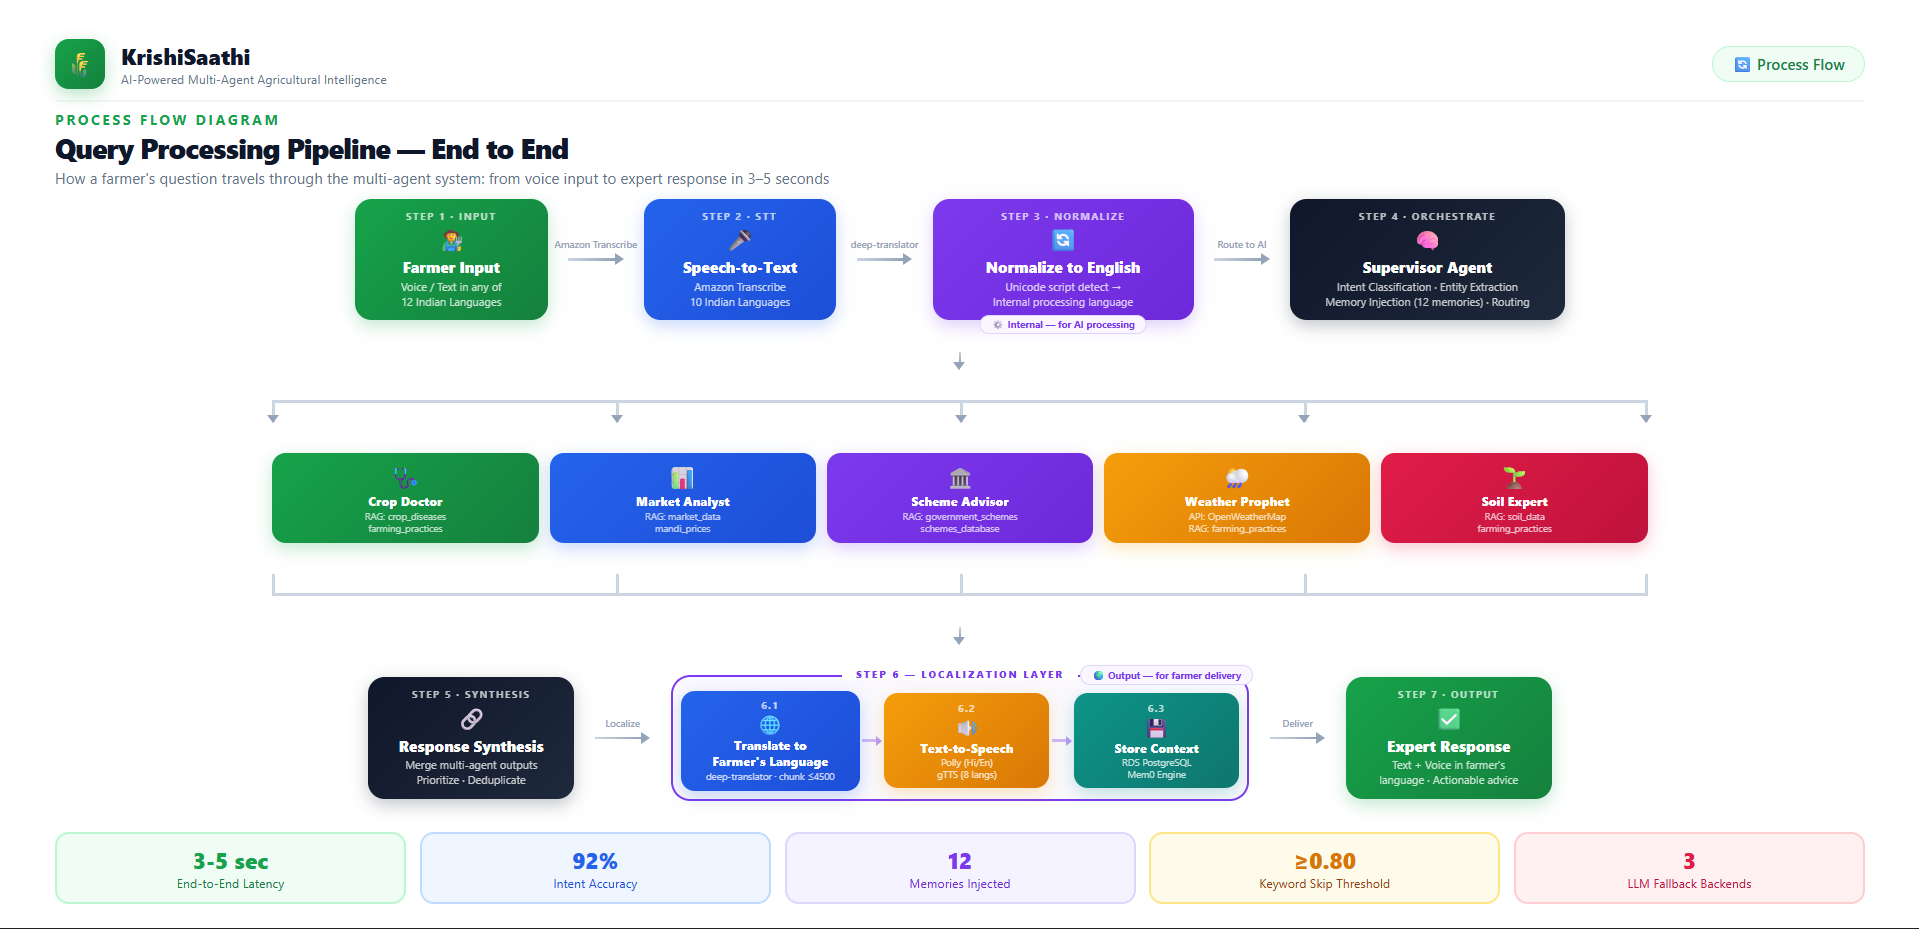 KrishiSaathi
AI-Powered Multi-Agent Agricultural Intelligence
Process Flow
PROCESS FLOW DIAGRAM
Query Processing Pipeline — End to End
How a farmer's question travels through the multi-agent system: from voice input to expert response in 3–5 seconds
STEP 1 · INPUT
Farmer Input
Voice / Text in any of
12 Indian Languages
Amazon Transcribe
STEP 2 · STT
Speech-to-Text
Amazon Transcribe
10 Indian Languages
deep-translator
STEP 3 · NORMALIZE
Normalize to English
Unicode script detect →
Internal processing language
Internal — for AI processing
Route to AI
STEP 4 · ORCHESTRATE
Supervisor Agent
Intent Classification · Entity Extraction
Memory Injection (12 memories) · Routing
Crop Doctor
RAG: crop_diseases
farming_practices
Market Analyst
RAG: market_data
mandi_prices
Scheme Advisor
RAG: government_schemes
schemes_database
Weather Prophet
API: OpenWeatherMap
RAG: farming_practices
Soil Expert
RAG: soil_data
farming_practices
STEP 5 · SYNTHESIS
Response Synthesis
Merge multi-agent outputs
Prioritize · Deduplicate
Localize
STEP 6 — LOCALIZATION LAYER
Output — for farmer delivery
6.1
Translate to
Farmer's Language
deep-translator · chunk ≤4500
6.2
Text-to-Speech
Polly (Hi/En)
gTTS (8 langs)
6.3
Store Context
RDS PostgreSQL
Mem0 Engine
Deliver
STEP 7 · OUTPUT
Expert Response
Text + Voice in farmer's
language · Actionable advice
3-5 sec
End-to-End Latency
92%
Intent Accuracy
12
Memories Injected
≥0.80
Keyword Skip Threshold
3
LLM Fallback Backends